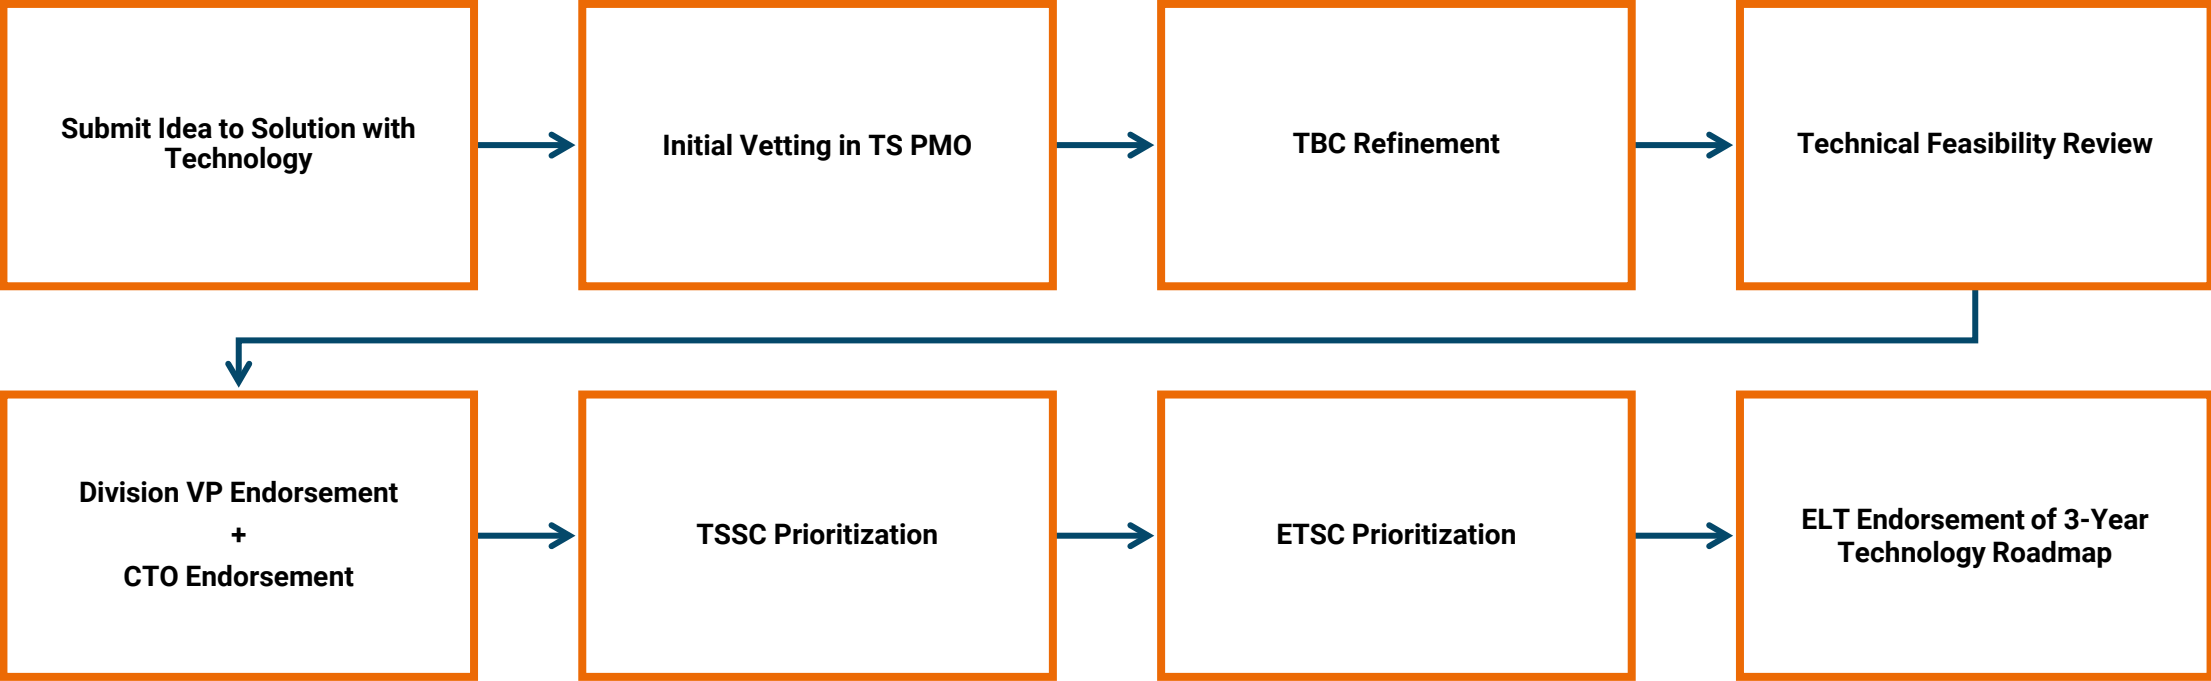 Submit Idea to Solution with
Technology
Initial Vetting in TS PMO
TBC Refinement
Technical Feasibility Review
Division VP Endorsement
+
CTO Endorsement
TSSC Prioritization
ETSC Prioritization
ELT Endorsement of 3-Year
Technology Roadmap